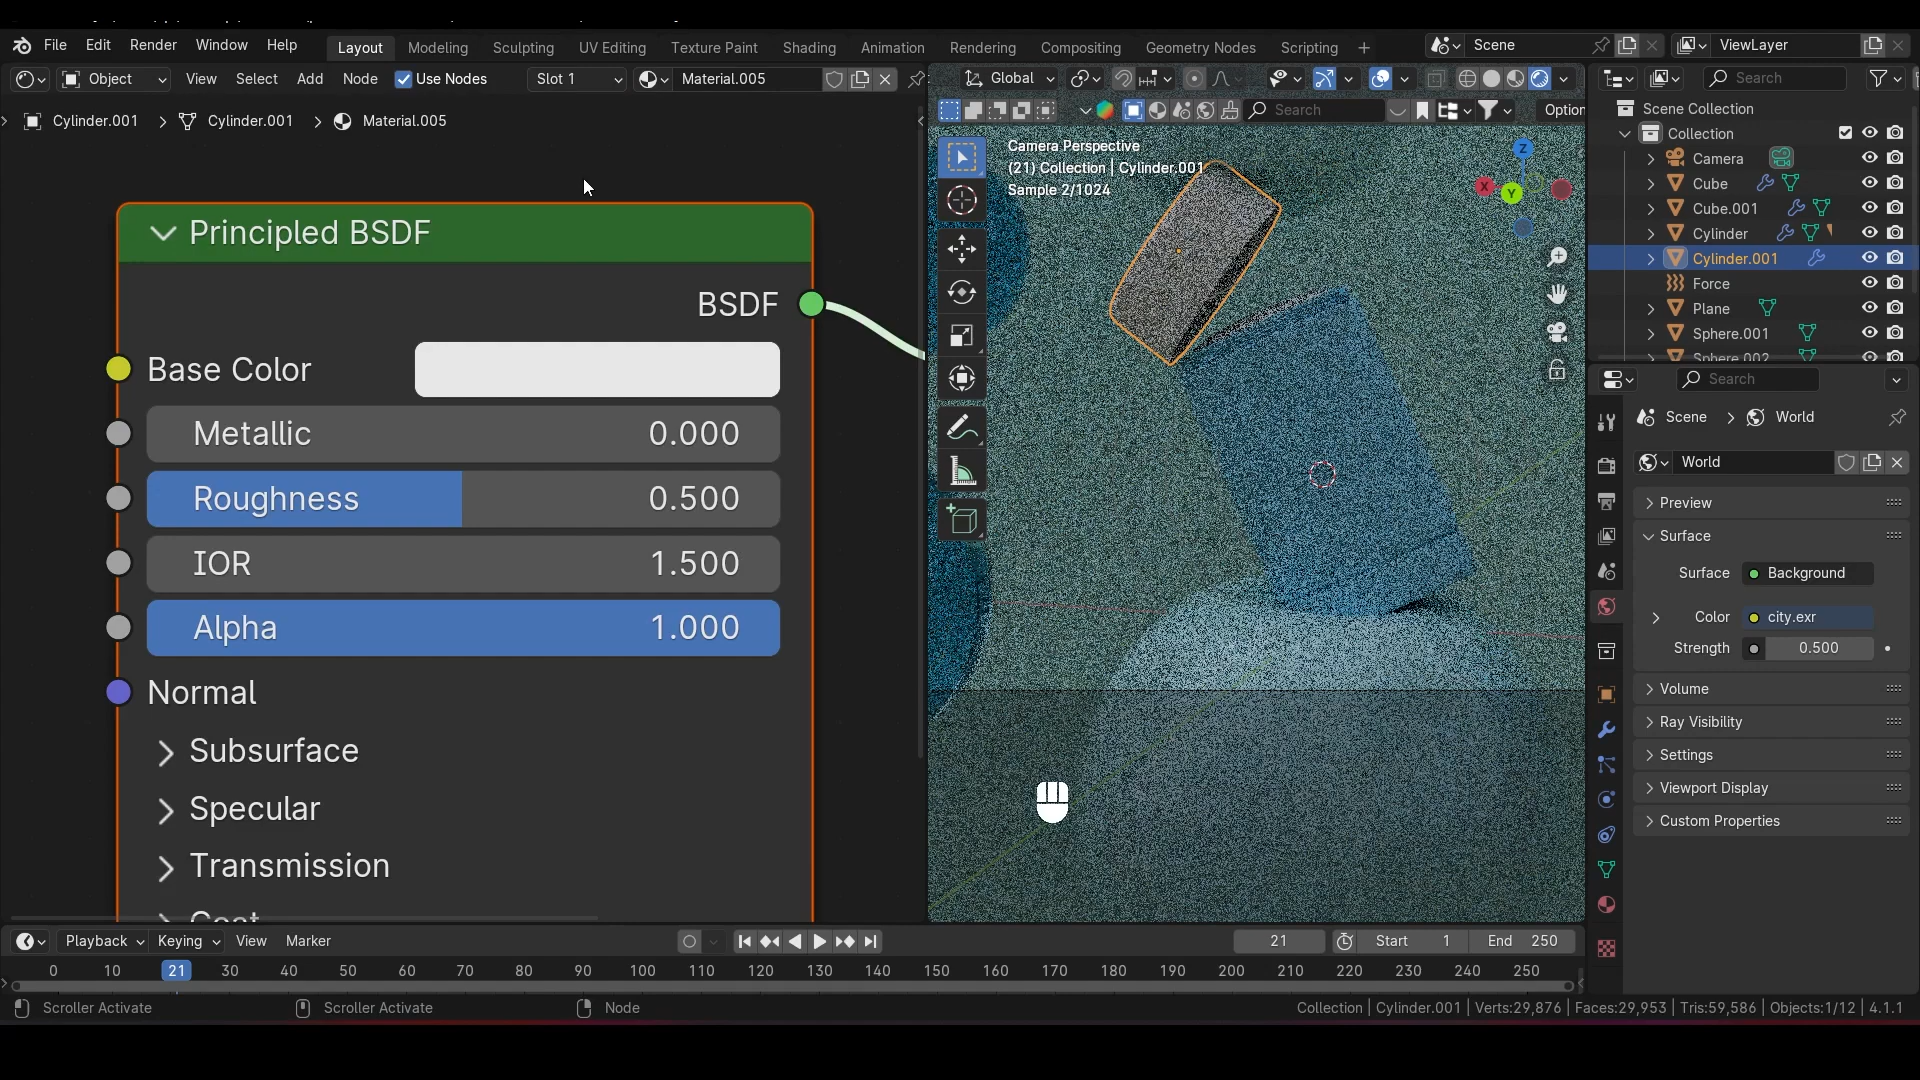 File Edit Render Window Help Layout Modeling Sculpting UV Editing Texture Paint Shading Animation Rendering Compositing Geometry Nodes Scripting + Scene ViewLayer
Object View Select Add Node Use Nodes Slot 1 Material.005 Global Search
Search Option
Cylinder.001 > Cylinder.001 > Material.005
Principled BSDF
BSDF
Base Color
Metallic 0.000
Roughness 0.500
IOR 1.500
Alpha 1.000
Normal
Subsurface
Specular
Transmission
Coat
Camera Perspective
(21) Collection | Cylinder.001
Sample 2/1024
Z
X
Y
Scene Collection
Collection
Camera
Cube
Cube.001
Cylinder
Cylinder.001
Force
Plane
Sphere.001
Sphere.002
Search
Scene > World
World
Preview
Surface
Surface Background
Color city.exr
Strength 0.500
Volume
Ray Visibility
Settings
Viewport Display
Custom Properties
Playback Keying View Marker 21 Start 1 End 250
0 10 21 30 40 50 60 70 80 90 100 110 120 130 140 150 160 170 180 190 200 210 220 230 240 250
Scroller Activate Scroller Activate Node Collection | Cylinder.001 | Verts:29,876 | Faces:29,953 | Tris:59,586 | Objects:1/12 | 4.1.1